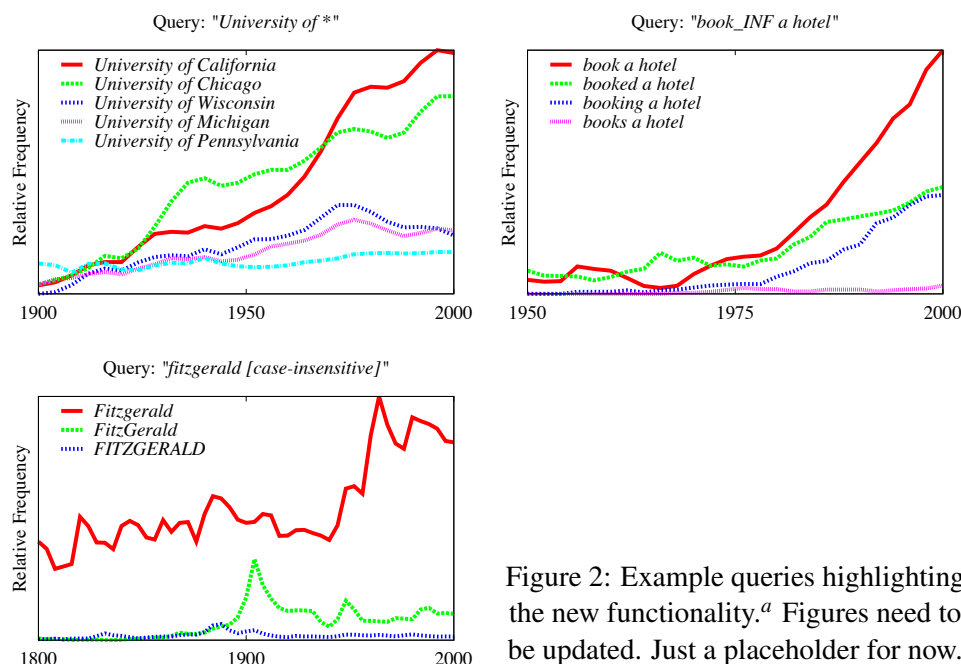 Query: "University of *"
University of California
University of Chicago
University of Wisconsin
University of Michigan
University of Pennsylvania
Relative Frequency
1900
1950
2000
Query: "book_INF a hotel"
book a hotel
booked a hotel
booking a hotel
books a hotel
Relative Frequency
1950
1975
2000
Query: "fitzgerald [case-insensitive]"
Fitzgerald
FitzGerald
FITZGERALD
Relative Frequency
1800
1900
2000
Figure 2: Example queries highlighting
the new functionality.a Figures need to
be updated. Just a placeholder for now.